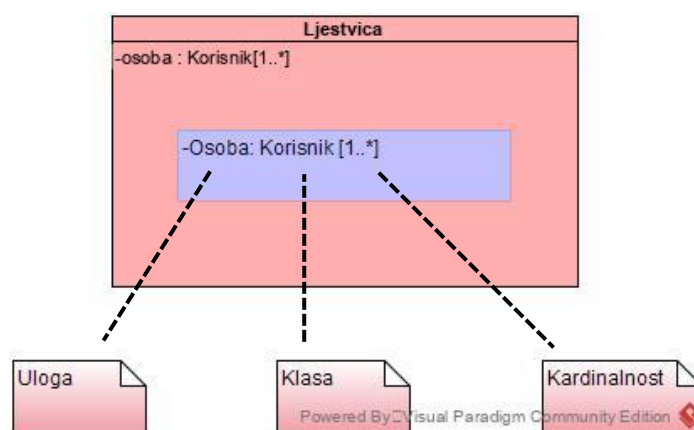 Ljestvica
-osoba : Korisnik[1..*]
-Osoba: Korisnik [1..*]
Uloga
Klasa
Kardinalnost
Powered By Visual Paradigm Community Edition